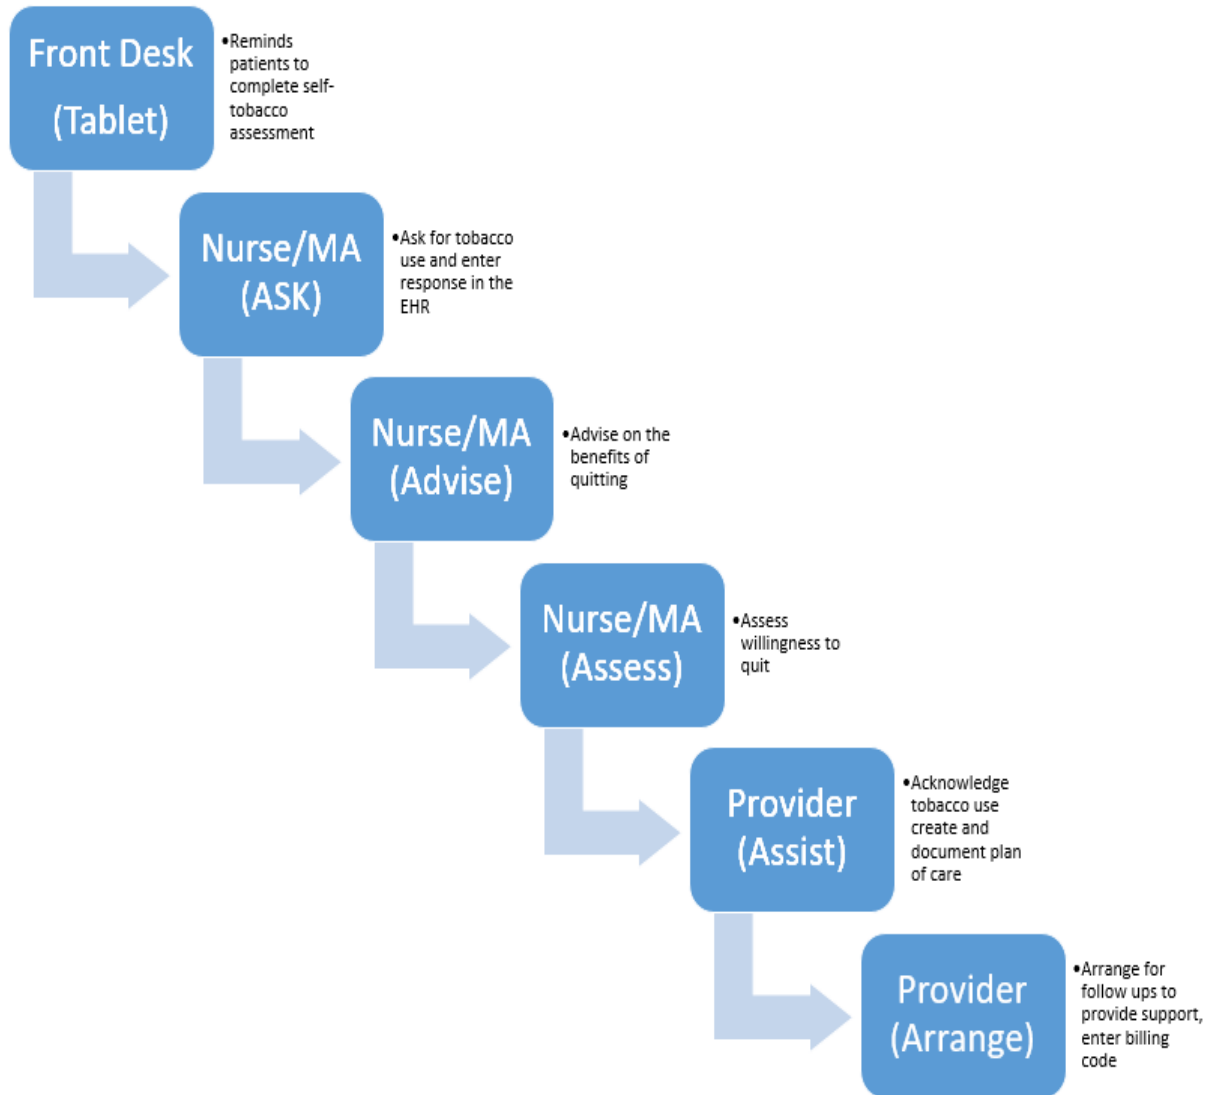 Front Desk
(Tablet)
•Reminds
patients to
complete self-
tobacco
assessment
Nurse/MA
(ASK)
•Ask for tobacco
use and enter
response in the
EHR
Nurse/MA
(Advise)
•Advise on the
benefits of
quitting
Nurse/MA
(Assess)
•Assess
willingness to
quit
Provider
(Assist)
•Acknowledge
tobacco use
create and
document plan
of care
Provider
(Arrange)
•Arrange for
follow ups to
provide support,
enter billing
code